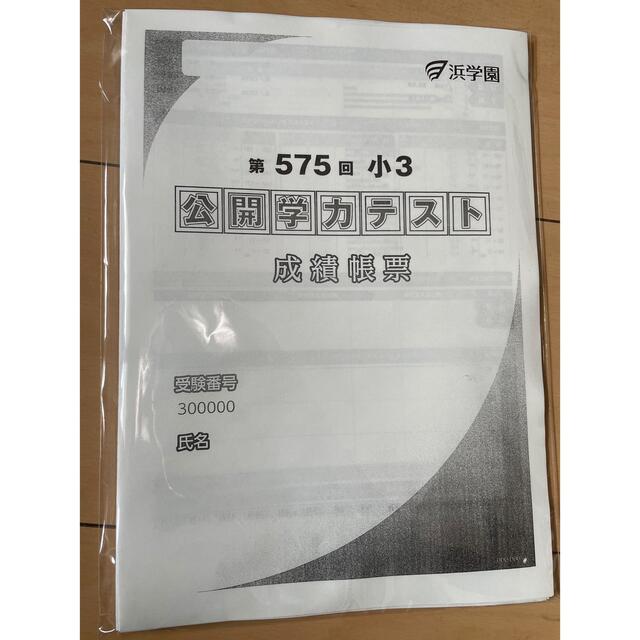 浜学園
第575回 小3
公開学力テスト
成績帳票
受験番号
300000
氏名